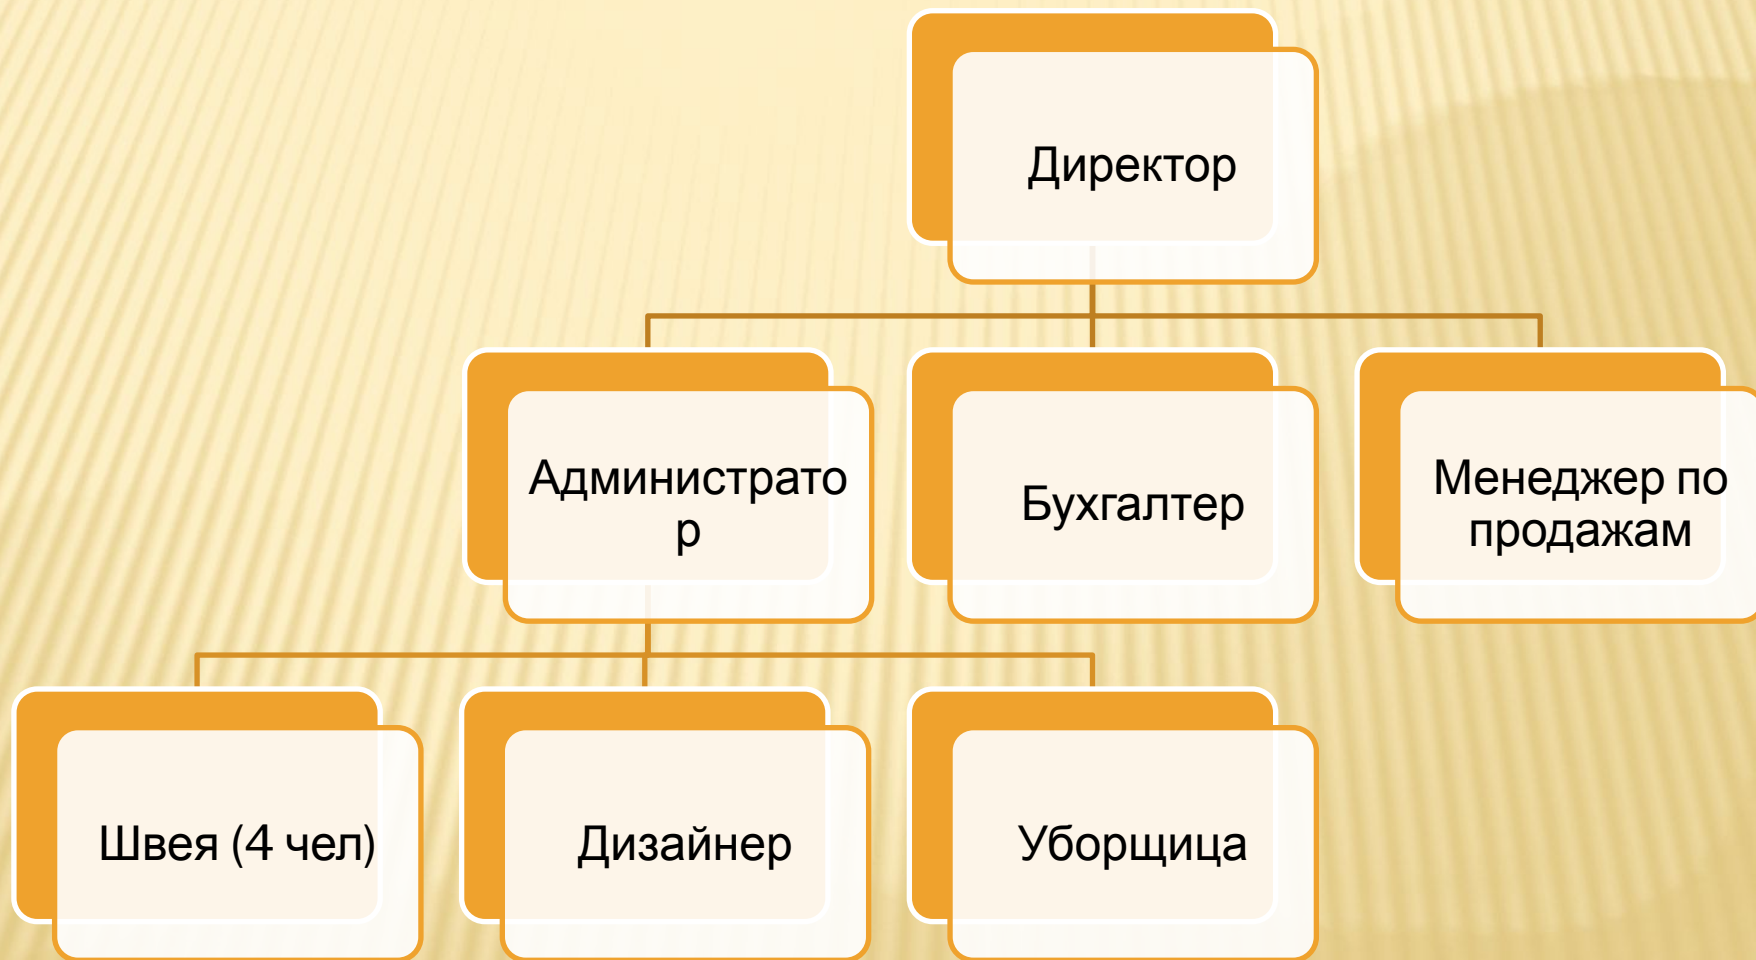 Директор
Администрато
р
Бухгалтер
Менеджер по
продажам
Швея (4 чел)
Дизайнер
Уборщица